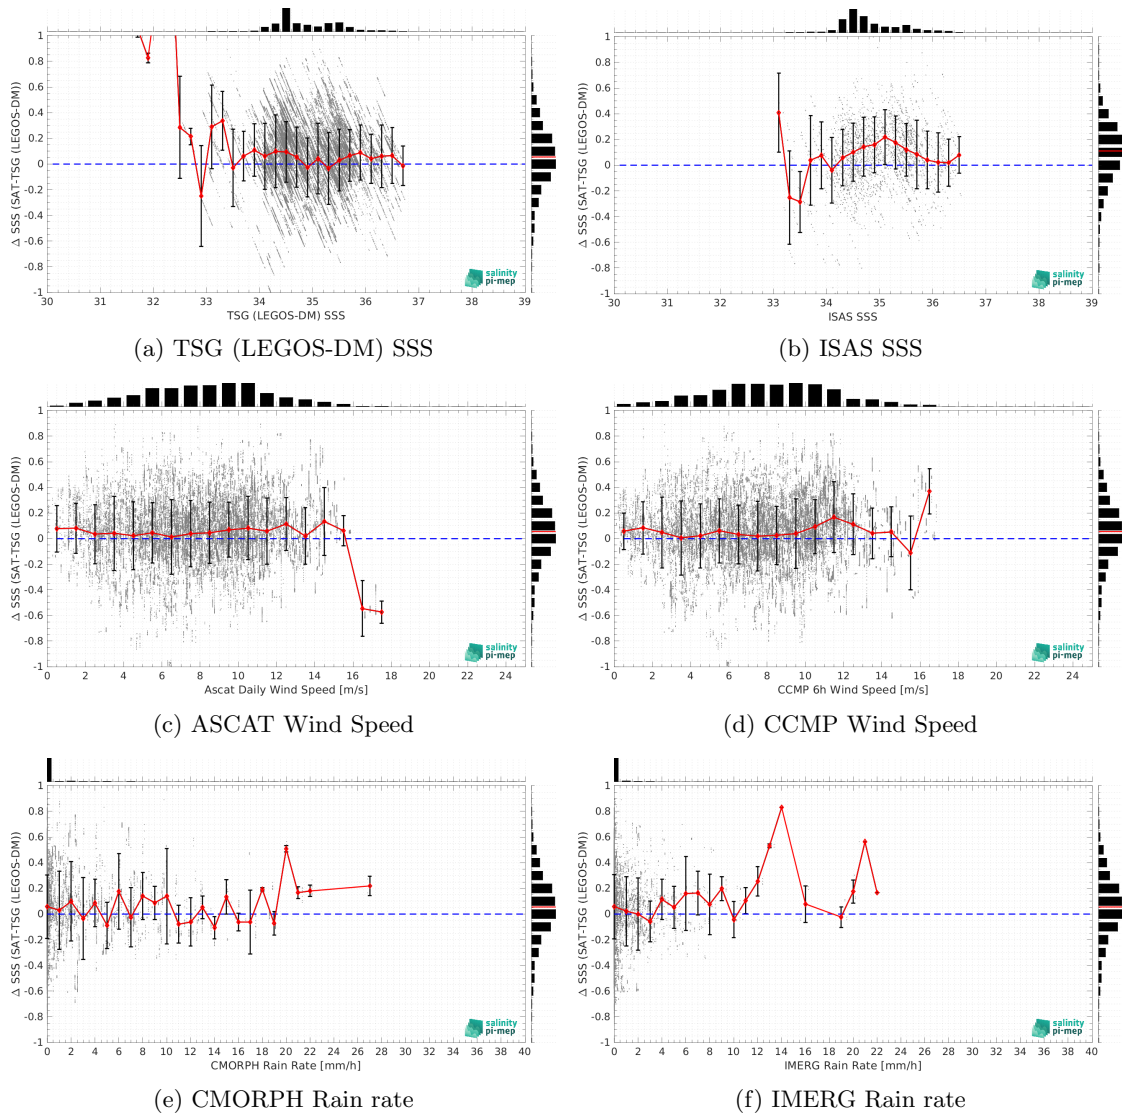 Δ SSS (SAT-TSG (LEGOS-DM))
1
0.8
0.6
0.4
0.2
0
-0.2
-0.4
-0.6
-0.8
-1
30 31 32 33 34 35 36 37 38 39
TSG (LEGOS-DM) SSS
salinity
pi-mep
(a) TSG (LEGOS-DM) SSS
Δ SSS (SAT-TSG (LEGOS-DM))
1
0.8
0.6
0.4
0.2
0
-0.2
-0.4
-0.6
-0.8
-1
30 31 32 33 34 35 36 37 38 39
ISAS SSS
salinity
pi-mep
(b) ISAS SSS
Δ SSS (SAT-TSG (LEGOS-DM))
1
0.8
0.6
0.4
0.2
0
-0.2
-0.4
-0.6
-0.8
-1
0 2 4 6 8 10 12 14 16 18 20 22 24
Ascat Daily Wind Speed [m/s]
salinity
pi-mep
(c) ASCAT Wind Speed
Δ SSS (SAT-TSG (LEGOS-DM))
1
0.8
0.6
0.4
0.2
0
-0.2
-0.4
-0.6
-0.8
-1
0 2 4 6 8 10 12 14 16 18 20 22 24
CCMP 6h Wind Speed [m/s]
salinity
pi-mep
(d) CCMP Wind Speed
Δ SSS (SAT-TSG (LEGOS-DM))
1
0.8
0.6
0.4
0.2
0
-0.2
-0.4
-0.6
-0.8
-1
0 2 4 6 8 10 12 14 16 18 20 22 24 26 28 30 32 34 36 38 40
CMORPH Rain Rate [mm/h]
salinity
pi-mep
(e) CMORPH Rain rate
Δ SSS (SAT-TSG (LEGOS-DM))
1
0.8
0.6
0.4
0.2
0
-0.2
-0.4
-0.6
-0.8
-1
0 2 4 6 8 10 12 14 16 18 20 22 24 26 28 30 32 34 36 38 40
IMERG Rain Rate [mm/h]
salinity
pi-mep
(f) IMERG Rain rate